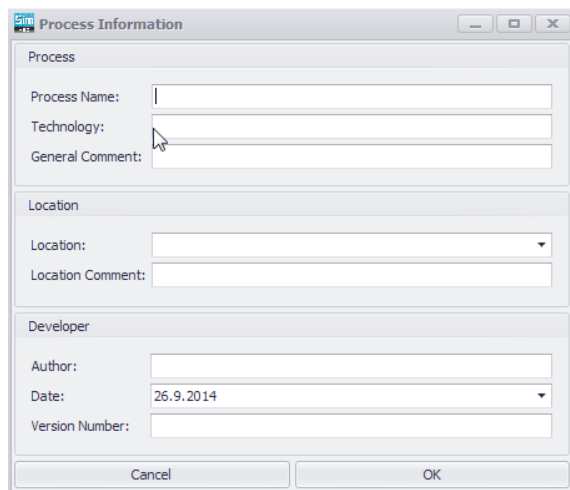 Sim
Process Information
Process
Process Name:
Technology:
General Comment:
Location
Location:
Location Comment:
Developer
Author:
Date: 26.9.2014
Version Number:
Cancel OK